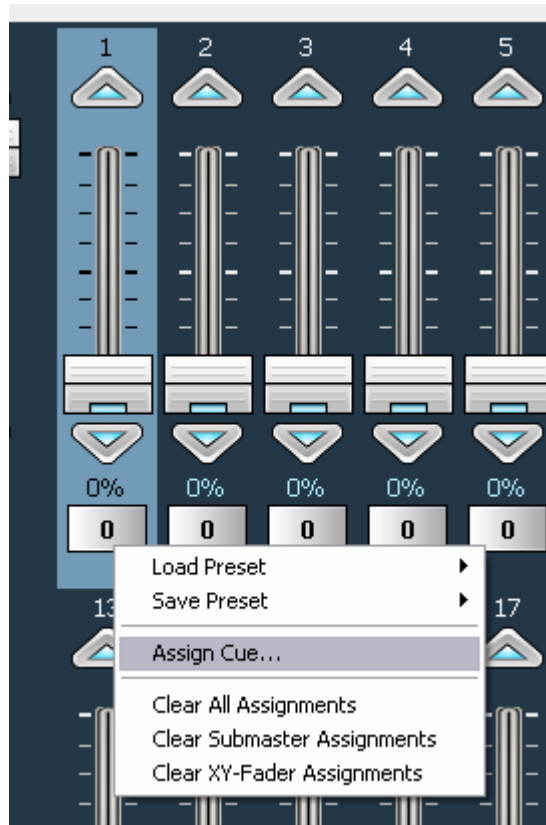 1 2 3 4 5
0% 0% 0% 0% 0%
0 0 0 0 0
Load Preset
Save Preset
13 17
Assign Cue...
Clear All Assignments
Clear Submaster Assignments
Clear XY-Fader Assignments